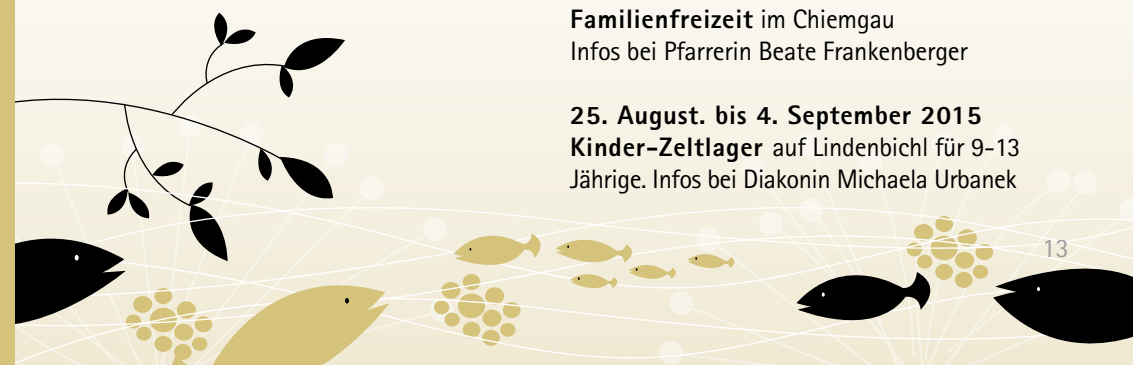 Familienfreizeit im Chiemgau
Infos bei Pfarrerin Beate Frankenberger
25. August. bis 4. September 2015
Kinder-Zeltlager auf Lindenbichl für 9-13
Jährige. Infos bei Diakonin Michaela Urbanek
13